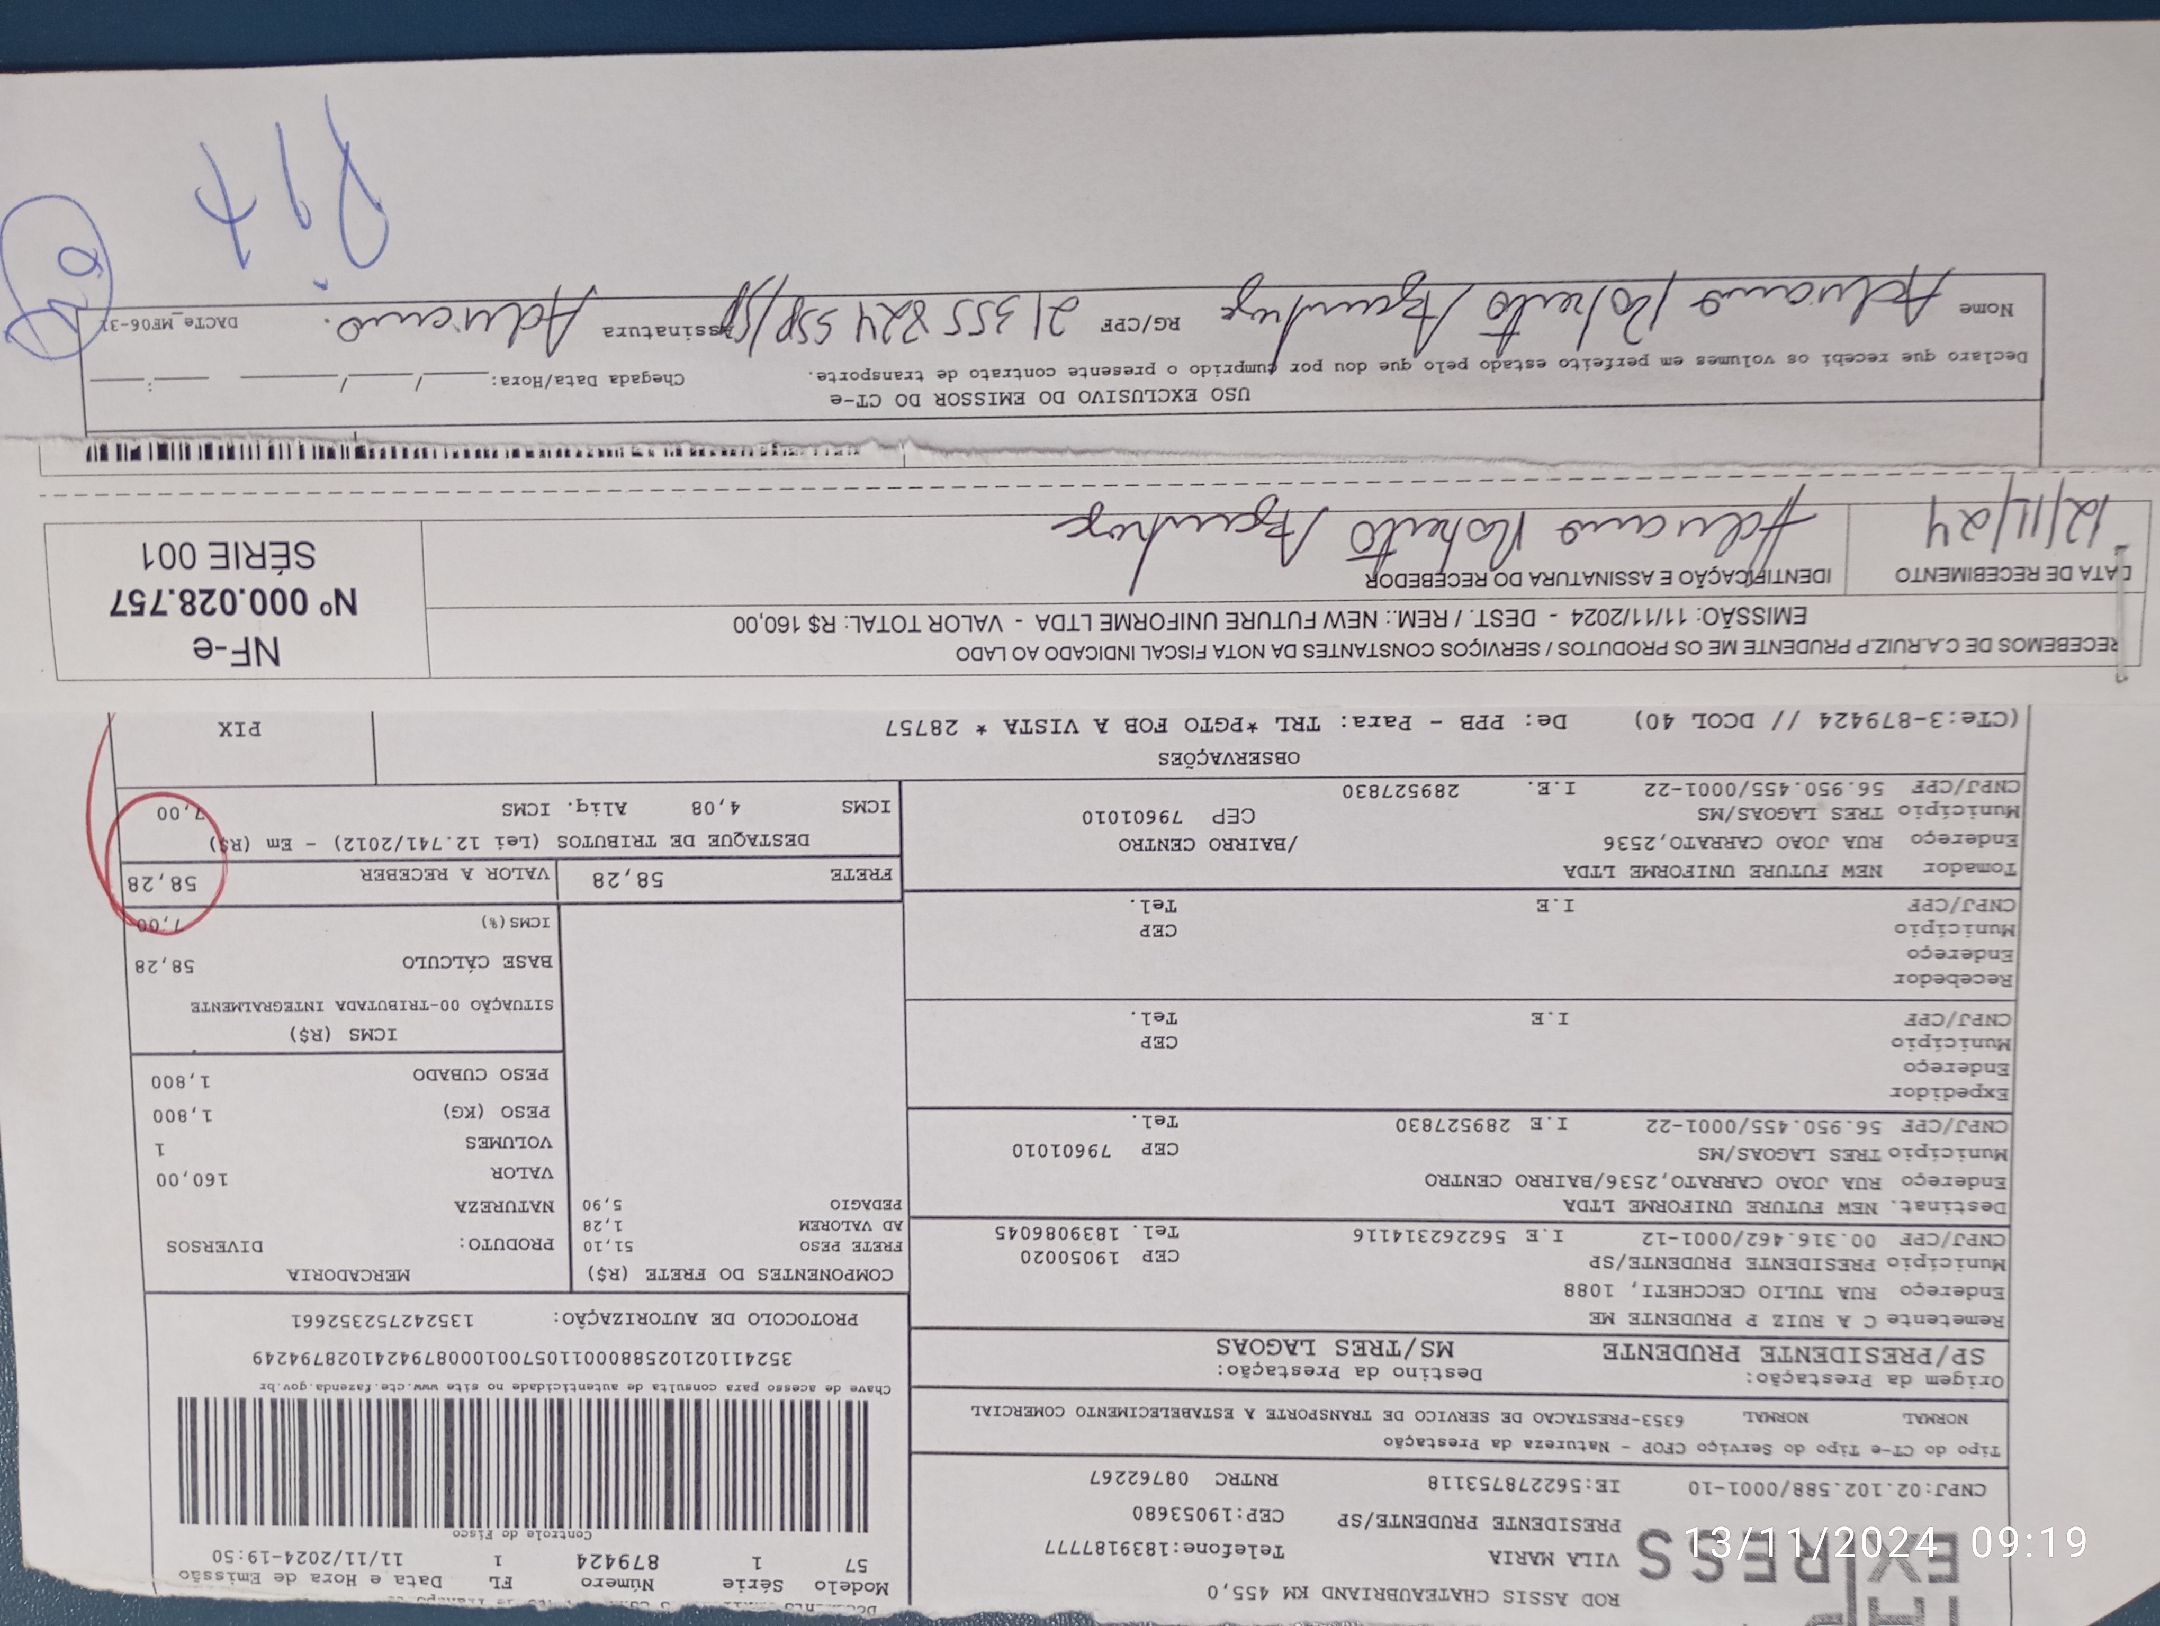 EXPRESS
ROD ASSIS CHATEAUBRIAND KM 455,0
VILA MARIA Telefone:1839187777
PRESIDENTE PRUDENTE/SP CEP:19053680
CNPJ:02.102.588/0001-10 IE:562278753118 RNTRC 08762267
Modelo Série Número FL Data e Hora de Emissão
57 1 879424 1 11/11/2024-19:50
Controle do Fisco
Tipo do CT-e Tipo do Serviço CFOP - Natureza da Prestação
NORMAL NORMAL 6353-PRESTACAO DE SERVICO DE TRANSPORTE A ESTABELECIMENTO COMERCIAL
Chave de acesso para consulta de autenticidade no site www.cte.fazenda.gov.br
35241102102588000110570010008794241028794249
PROTOCOLO DE AUTORIZAÇÃO: 135242752352661
Origem da Prestação: Destino da Prestação:
SP/PRESIDENTE PRUDENTE MS/TRES LAGOAS
Remetente C A RUIZ P PRUDENTE ME
Endereço RUA TULIO CECCHETI, 1088
Município PRESIDENTE PRUDENTE/SP CEP 19050020
CNPJ/CPF 00.316.462/0001-12 I.E 562262314116 Tel. 1839086045
Destinat. NEW FUTURE UNIFORME LTDA
Endereço RUA JOAO CARRATO,2536/BAIRRO CENTRO
Município TRES LAGOAS/MS CEP 79601010
CNPJ/CPF 56.950.455/0001-22 I.E 289527830 Tel.
Expedidor
Endereço
Município CEP
CNPJ/CPF I.E Tel.
Recebedor
Endereço
Município CEP
CNPJ/CPF I.E Tel.
Tomador NEW FUTURE UNIFORME LTDA
Endereço RUA JOAO CARRATO,2536 /BAIRRO CENTRO
Município TRES LAGOAS/MS CEP 79601010
CNPJ/CPF 56.950.455/0001-22 I.E. 289527830
COMPONENTES DO FRETE (R$)
FRETE PESO 51,10
AD VALOREM 1,28
PEDAGIO 5,90
MERCADORIA
PRODUTO: DIVERSOS
NATUREZA
VALOR 160,00
VOLUMES 1
PESO (KG) 1,800
PESO CUBADO 1,800
ICMS (R$)
SITUAÇÃO 00-TRIBUTADA INTEGRALMENTE
BASE CÁLCULO 58,28
ICMS(%) 7,00
FRETE 58,28 VALOR A RECEBER 58,28
DESTAQUE DE TRIBUTOS (Lei 12.741/2012) - Em (R$)
ICMS 4,08 Aliq. ICMS 7,00
OBSERVAÇÕES
(CTe:3-879424 // DCOL 40) De: PPB - Para: TRL *PGTO FOB A VISTA * 28757
PIX
RECEBEMOS DE C.A.RUIZ.P PRUDENTE ME OS PRODUTOS / SERVIÇOS CONSTANTES DA NOTA FISCAL INDICADO AO LADO
EMISSÃO: 11/11/2024 - DEST. / REM.: NEW FUTURE UNIFORME LTDA - VALOR TOTAL: R$ 160,00
DATA DE RECEBIMENTO
12/11/24
IDENTIFICAÇÃO E ASSINATURA DO RECEBEDOR
Adriano Roberto
NF-e
Nº 000.028.757
SÉRIE 001
USO EXCLUSIVO DO EMISSOR DO CT-e
Declaro que recebi os volumes em perfeito estado pelo que dou por cumprido o presente contrato de transporte. Chegada Data/Hora: ___/___/___ __:__
Nome Adriano Roberto RG/CPF 21355824 SSP/SP Assinatura Adriano. DACTe_MF06-31
Pix
13/11/2024 09:19